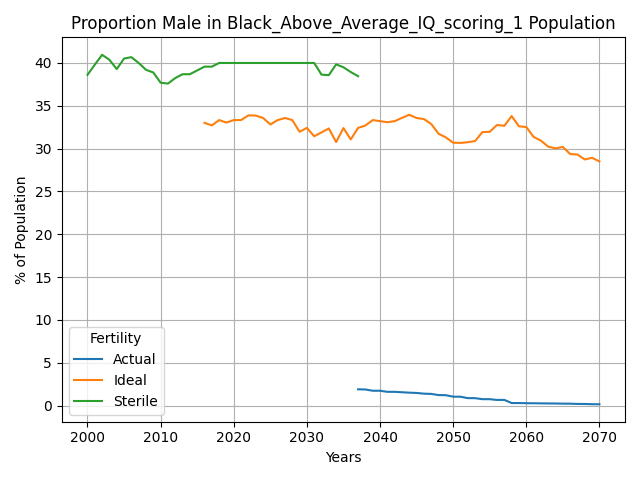 Proportion Male in Black_Above_Average_IQ_scoring_1 Population
% of Population
40
35
30
25
20
15
10
5
0
Fertility
Actual
Ideal
Sterile
2000 2010 2020 2030 2040 2050 2060 2070
Years